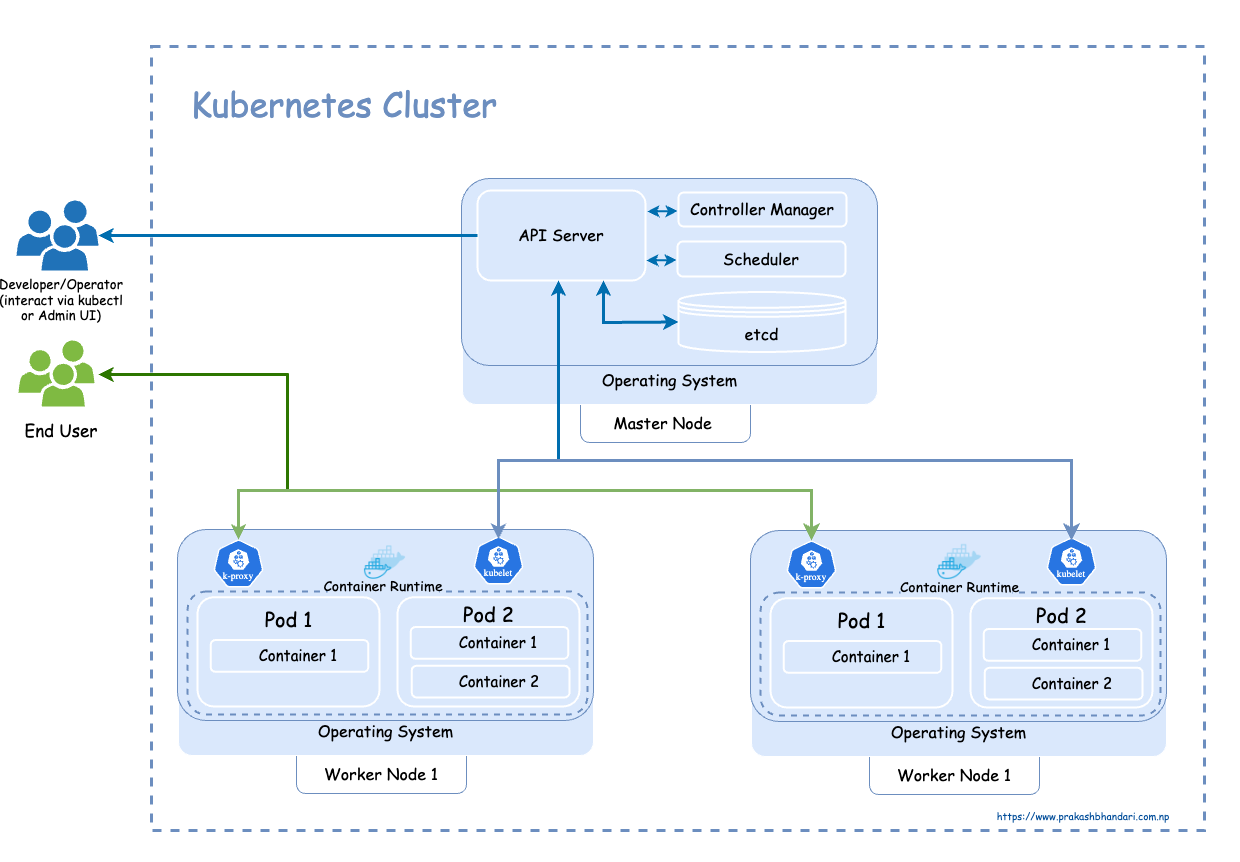 Kubernetes Cluster
API Server
Controller Manager
Scheduler
etcd
Operating System
Master Node
Developer/Operator
(interact via kubectl
or Admin UI)
End User
k-proxy
Container Runtime
kubelet
Pod 1
Container 1
Pod 2
Container 1
Container 2
Operating System
Worker Node 1
k-proxy
Container Runtime
kubelet
Pod 1
Container 1
Pod 2
Container 1
Container 2
Operating System
Worker Node 1
https://www.prakashbhandari.com.np